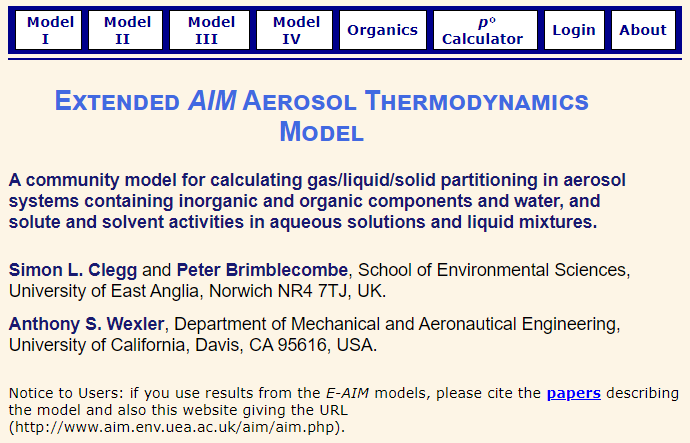 Model I
Model II
Model III
Model IV
Organics
p° Calculator
Login
About
Extended AIM Aerosol Thermodynamics
Model
A community model for calculating gas/liquid/solid partitioning in aerosol
systems containing inorganic and organic components and water, and
solute and solvent activities in aqueous solutions and liquid mixtures.
Simon L. Clegg and Peter Brimblecombe, School of Environmental Sciences,
University of East Anglia, Norwich NR4 7TJ, UK.
Anthony S. Wexler, Department of Mechanical and Aeronautical Engineering,
University of California, Davis, CA 95616, USA.
Notice to Users: if you use results from the E-AIM models, please cite the papers describing
the model and also this website giving the URL
(http://www.aim.env.uea.ac.uk/aim/aim.php).